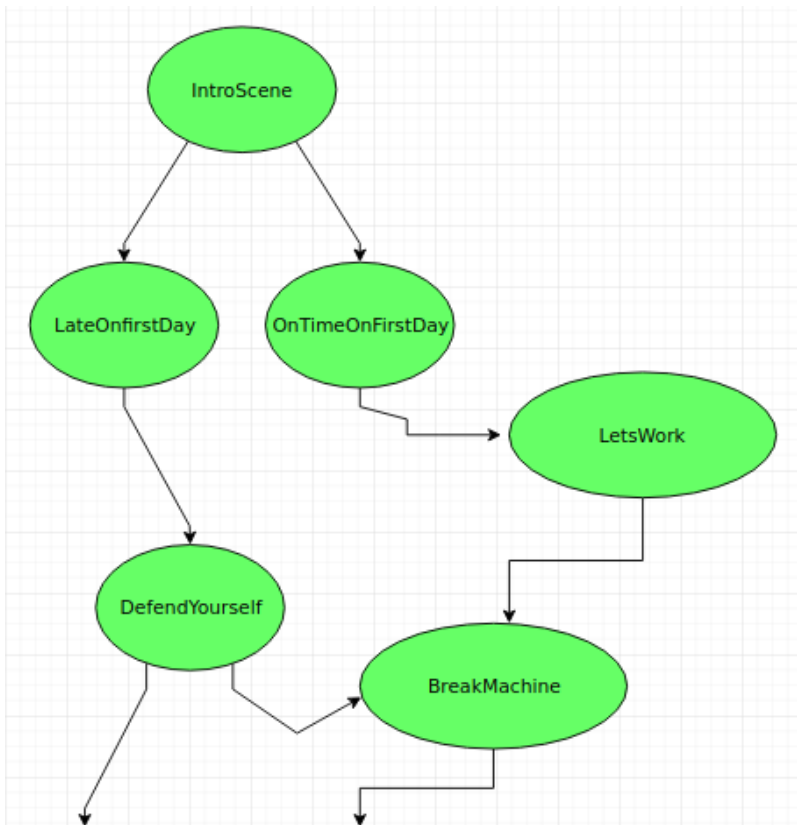 IntroScene
LateOnfirstDay
OnTimeOnFirstDay
LetsWork
DefendYourself
BreakMachine